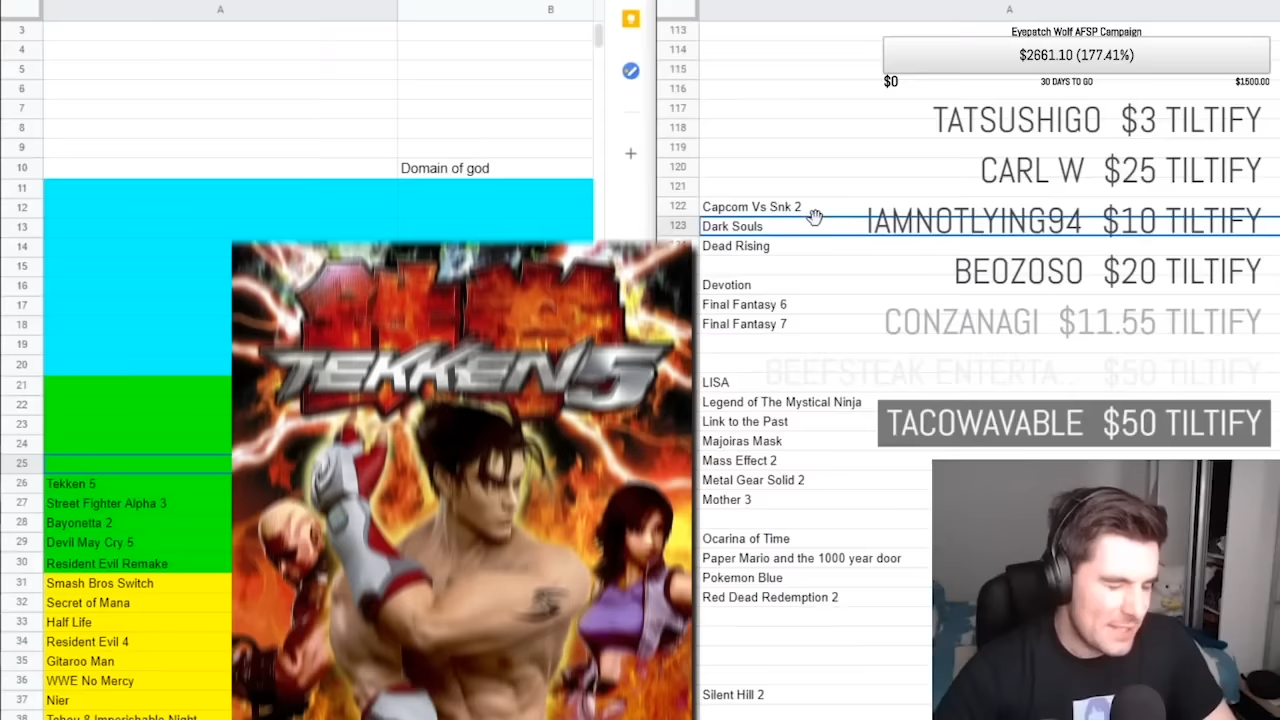 A
B
3
4
5
6
7
8
9
10
Domain of god
11
12
13
14
15
16
17
18
19
20
21
22
23
24
25
26
Tekken 5
27
Street Fighter Alpha 3
28
Bayonetta 2
29
Devil May Cry 5
30
Resident Evil Remake
31
Smash Bros Switch
32
Secret of Mana
33
Half Life
34
Resident Evil 4
35
Gitaroo Man
36
WWE No Mercy
37
Nier
38
TEKKEN 5
A
113
114
115
116
117
118
119
120
121
122
Capcom Vs Snk 2
123
Dark Souls
Dead Rising
Devotion
Final Fantasy 6
Final Fantasy 7
LISA
Legend of The Mystical Ninja
Link to the Past
Majoiras Mask
Mass Effect 2
Metal Gear Solid 2
Mother 3
Ocarina of Time
Paper Mario and the 1000 year door
Pokemon Blue
Red Dead Redemption 2
Silent Hill 2
Eyepatch Wolf AFSP Campaign
$2661.10 (177.41%)
$0
30 DAYS TO GO
$1500.00
TATSUSHIGO $3 TILTIFY
CARL W $25 TILTIFY
IAMNOTLYING94 $10 TILTIFY
BEOZOSO $20 TILTIFY
CONZANAGI $11.55 TILTIFY
BEEFSTEAK ENTERTA... $50 TILTIFY
TACOWAVABLE $50 TILTIFY